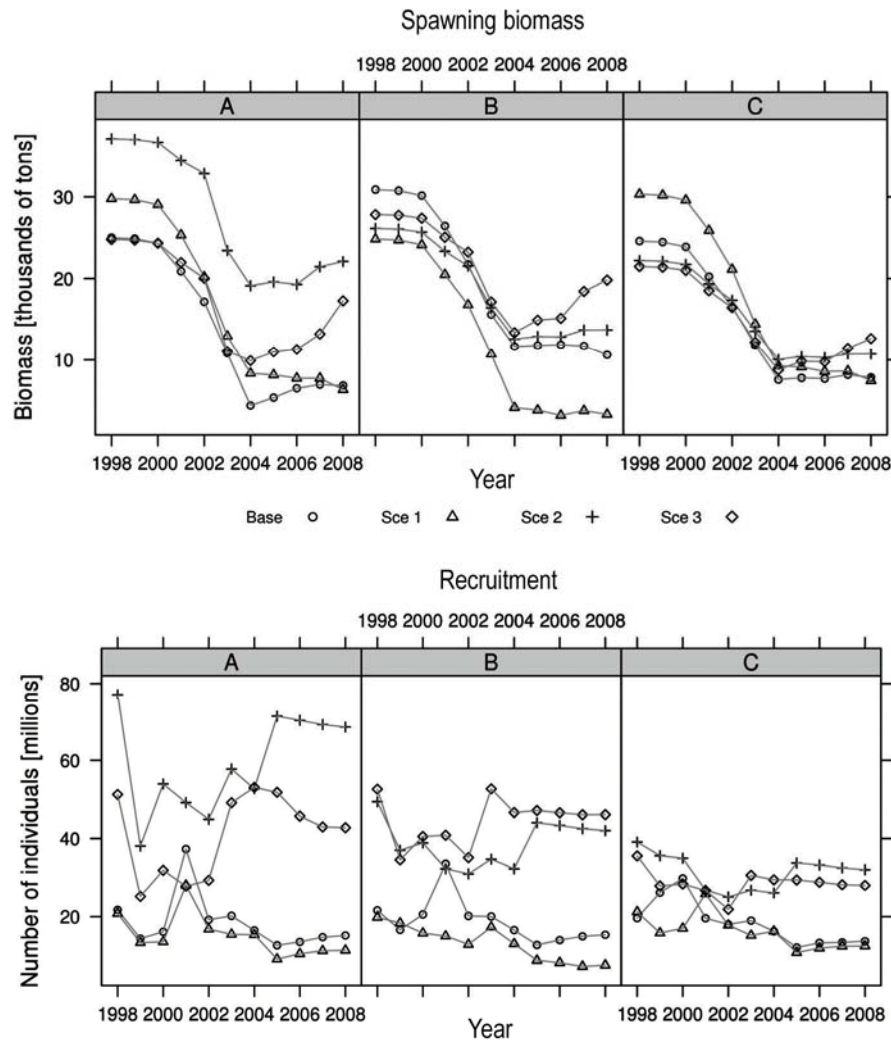 Spawning biomass
1998 2000 2002 2004 2006 2008
A B C
Biomass [thousands of tons]
30
20
10
1998 2000 2002 2004 2006 2008 1998 2000 2002 2004 2006 2008
Year
Base Sce 1 Sce 2 Sce 3
Recruitment
1998 2000 2002 2004 2006 2008
A B C
Number of individuals [millions]
80
60
40
20
1998 2000 2002 2004 2006 2008 1998 2000 2002 2004 2006 2008
Year